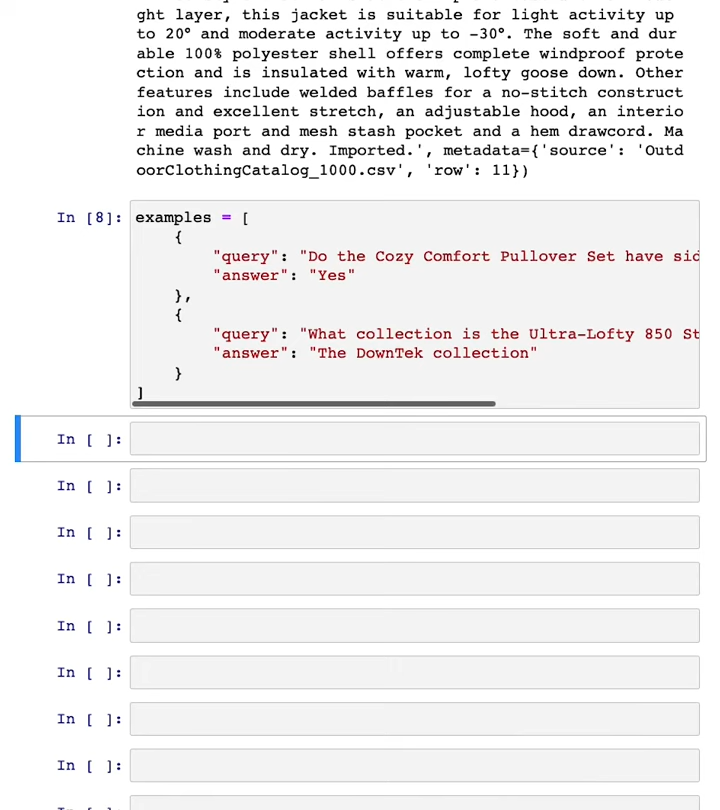 ght layer, this jacket is suitable for light activity up
to 20° and moderate activity up to -30°. The soft and dur
able 100% polyester shell offers complete windproof prote
ction and is insulated with warm, lofty goose down. Other
features include welded baffles for a no-stitch construct
ion and excellent stretch, an adjustable hood, an interio
r media port and mesh stash pocket and a hem drawcord. Ma
chine wash and dry. Imported.', metadata={'source': 'Outd
oorClothingCatalog_1000.csv', 'row': 11})
In [8]: examples = [
{
"query": "Do the Cozy Comfort Pullover Set have sid
"answer": "Yes"
},
{
"query": "What collection is the Ultra-Lofty 850 St
"answer": "The DownTek collection"
}
]
In [ ]:
In [ ]:
In [ ]:
In [ ]:
In [ ]:
In [ ]:
In [ ]:
In [ ]: